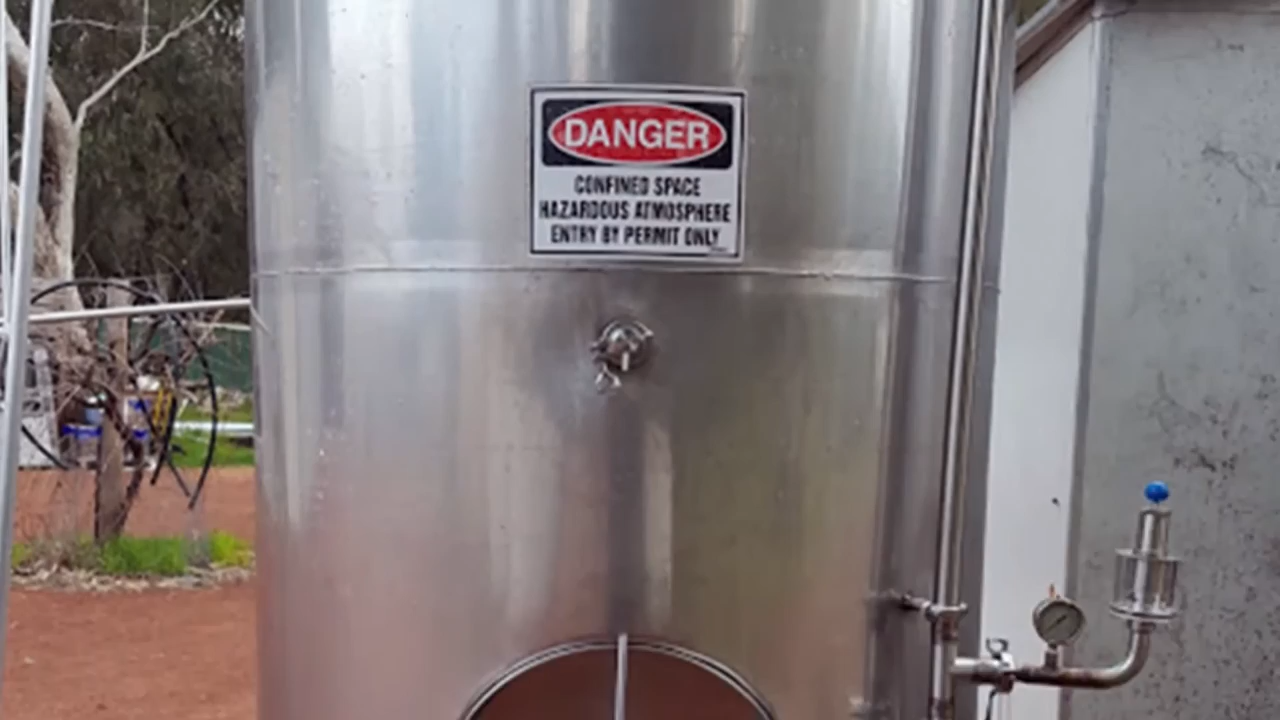 DANGER
CONFINED SPACE
HAZARDOUS ATMOSPHERE
ENTRY BY PERMIT ONLY